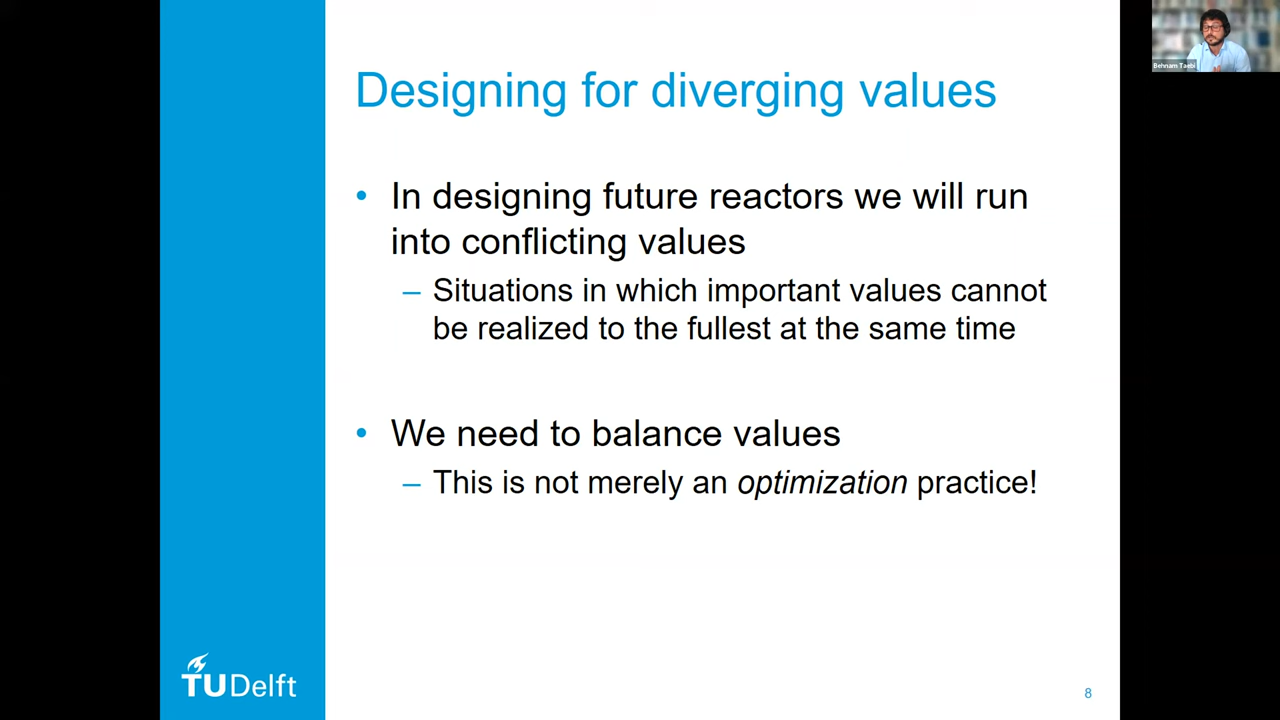 Designing for diverging values
• In designing future reactors we will run
into conflicting values
– Situations in which important values cannot
be realized to the fullest at the same time
• We need to balance values
– This is not merely an optimization practice!
TUDelft
8
Behnam Taebi